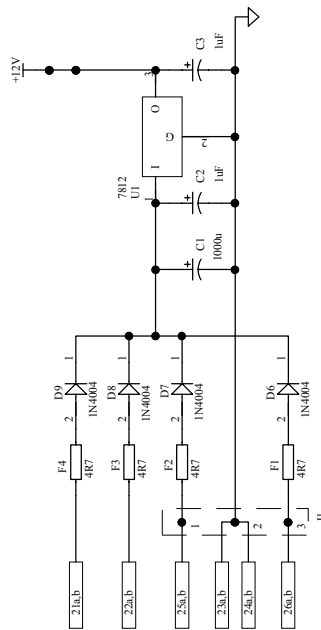 +12V
21a,b
F4
4R7
D9
2
1
1N4004
22a,b
F3
4R7
D8
2
1
1N4004
7812
U1
1
I
O
3
G
2
25a,b
1
F2
4R7
D7
2
1
1N4004
C1
1000u
C2
1uF
C3
1uF
23a,b
24a,b
2
26a,b
3
F1
4R7
D6
2
1
1N4004